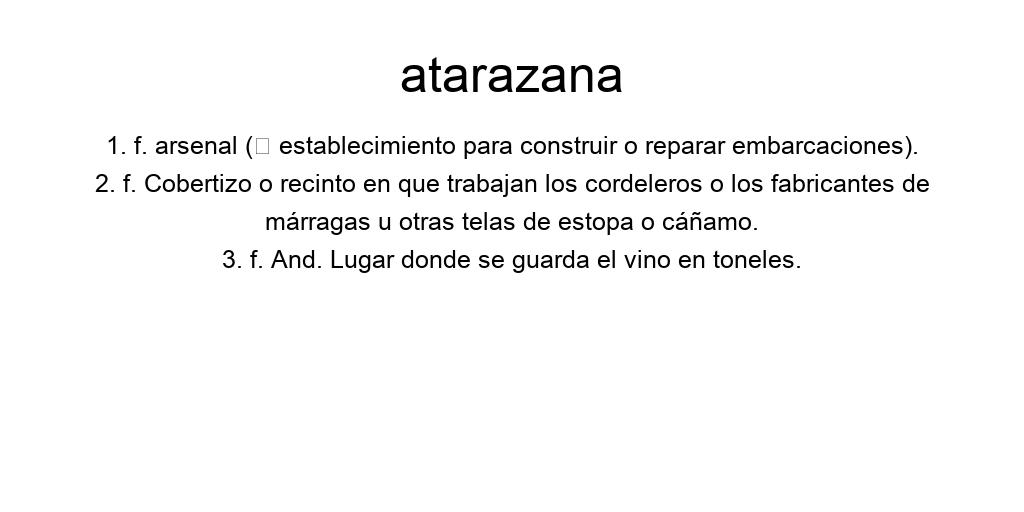 atarazana
1. f. arsenal (□ establecimiento para construir o reparar embarcaciones).
2. f. Cobertizo o recinto en que trabajan los cordeleros o los fabricantes de
márragas u otras telas de estopa o cáñamo.
3. f. And. Lugar donde se guarda el vino en toneles.